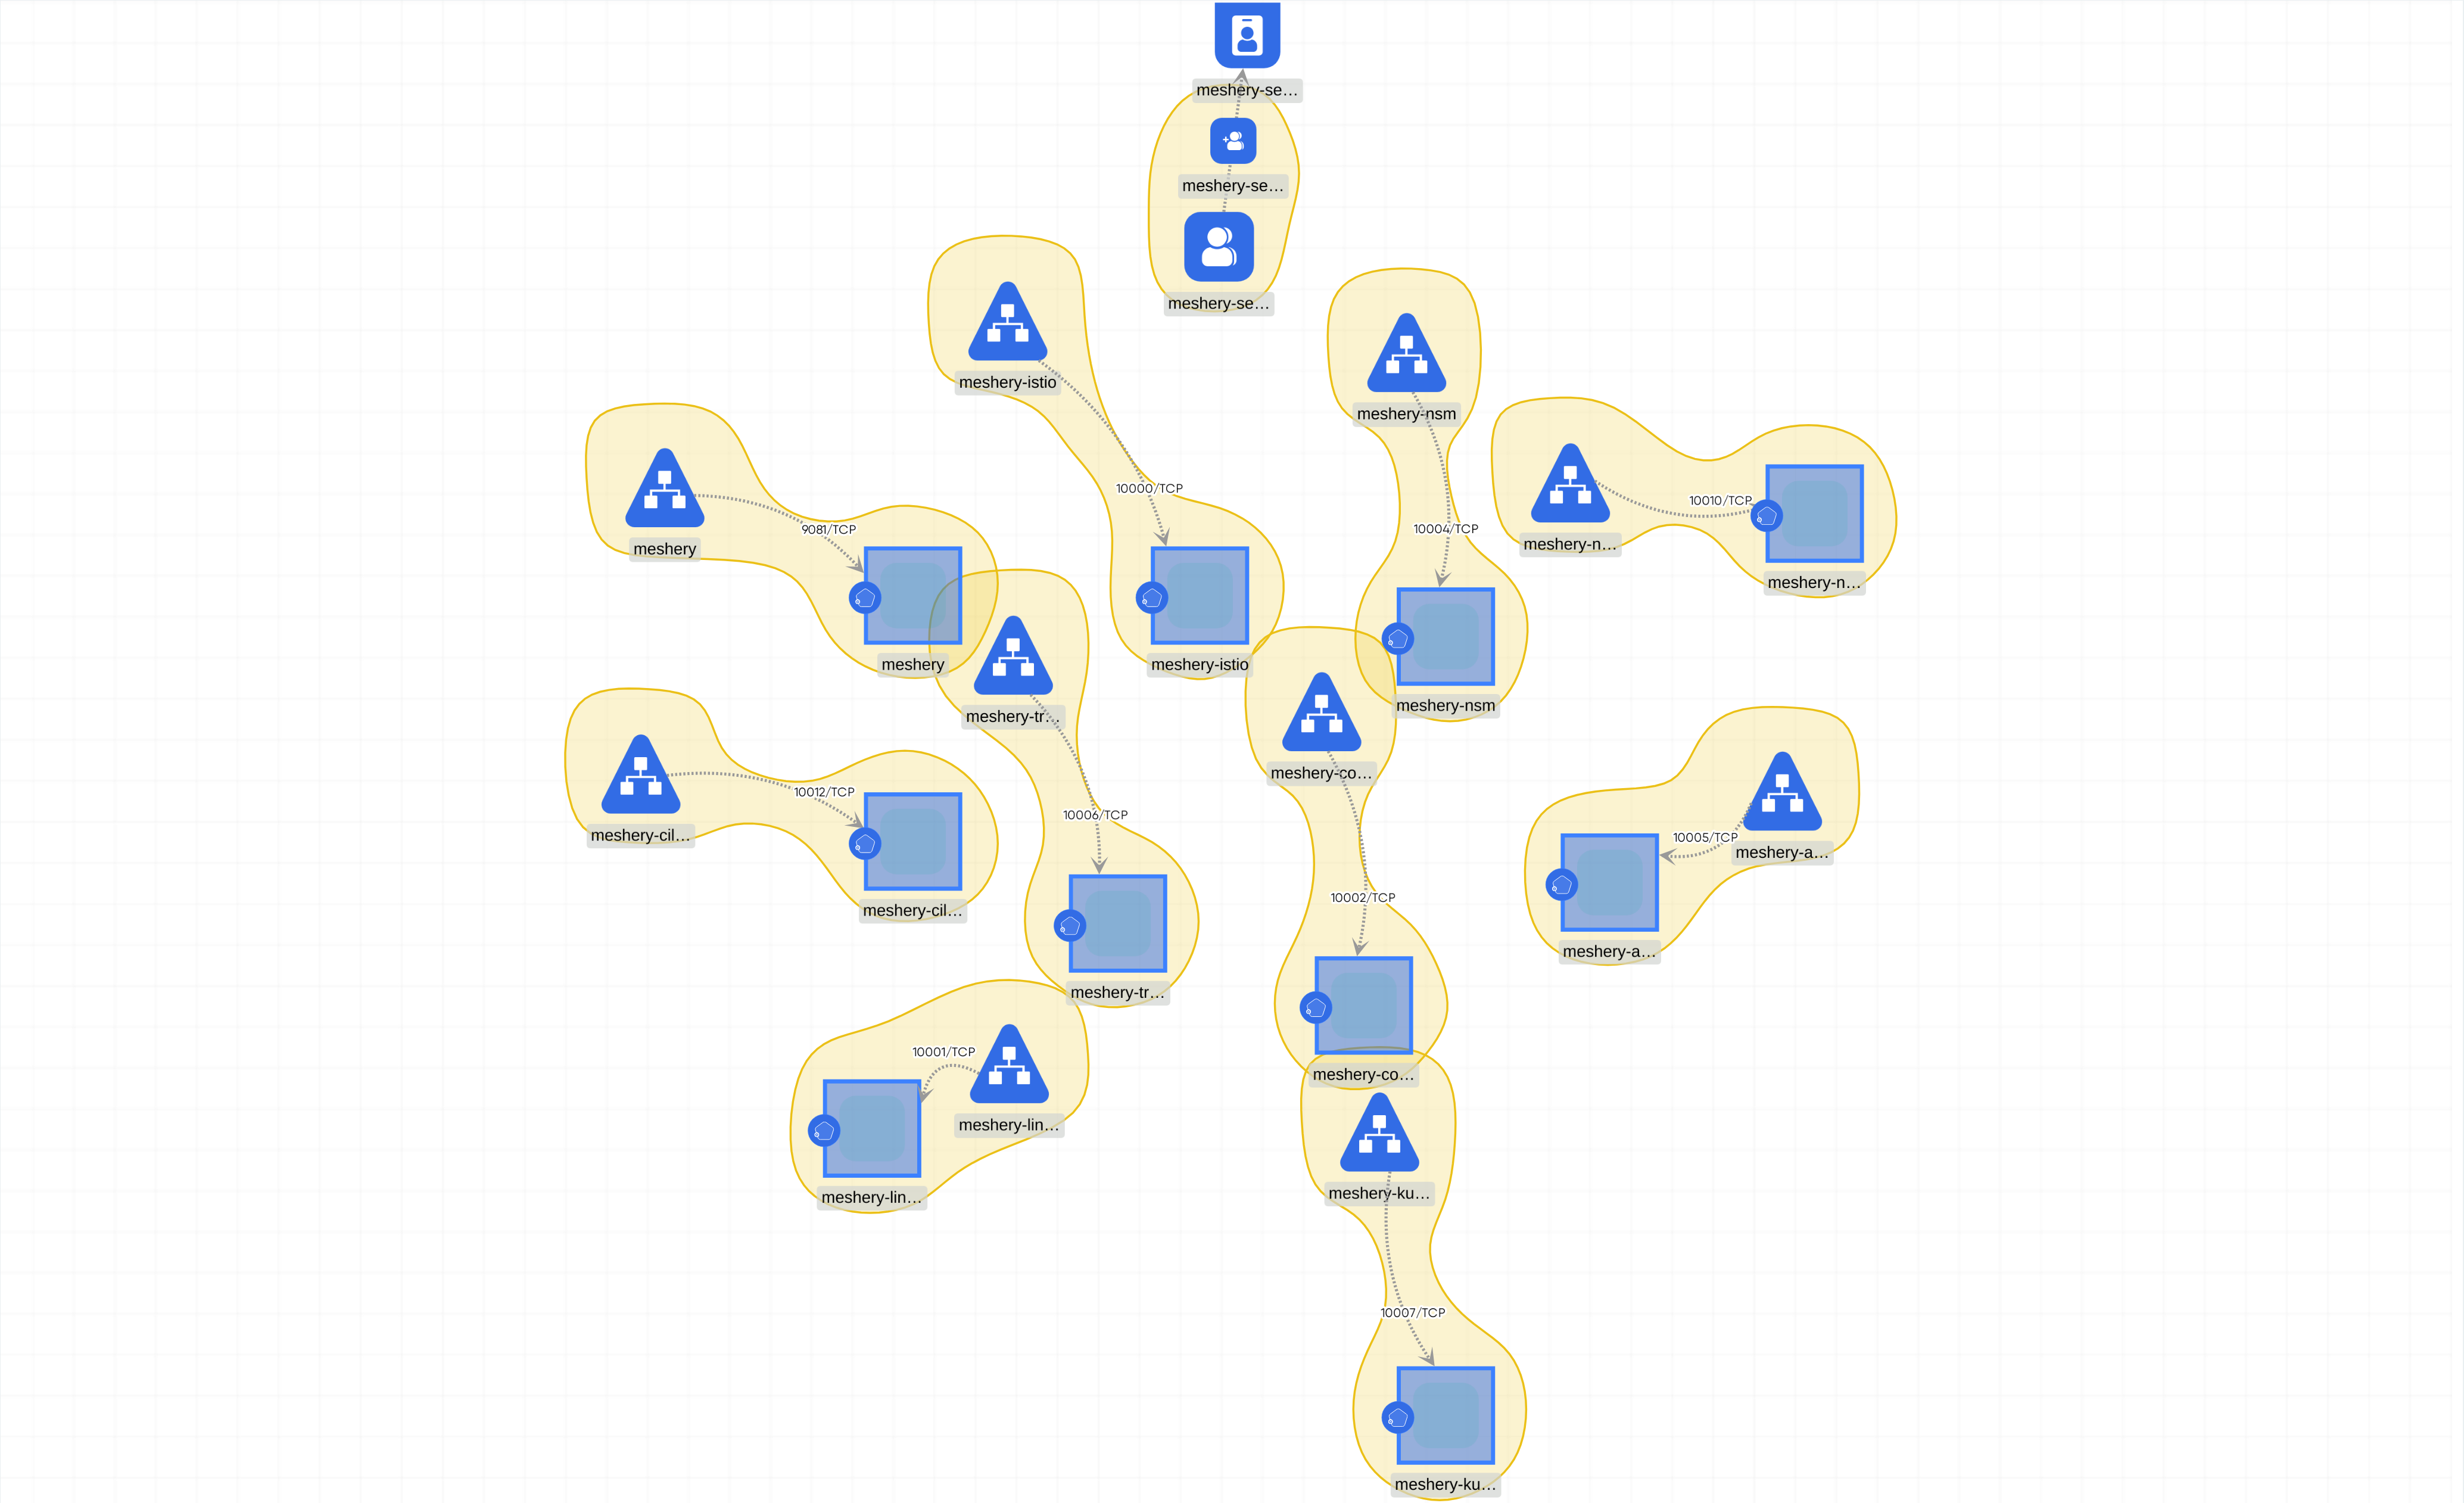 meshery-se…
meshery-se…
meshery-se…
meshery-istio
meshery-nsm
10000/TCP
10010/TCP
meshery
9081/TCP
10004/TCP
meshery-n…
meshery-n…
meshery
meshery-istio
meshery-nsm
meshery-tr…
meshery-co…
10012/TCP
10006/TCP
meshery-cil…
10005/TCP
meshery-a…
10002/TCP
meshery-cil…
meshery-a…
meshery-tr…
10001/TCP
meshery-co…
meshery-lin…
meshery-lin…
meshery-ku…
10007/TCP
meshery-ku…